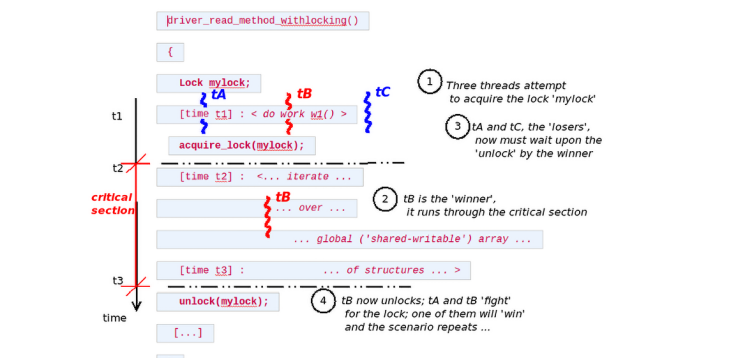 driver_read_method_withlocking()
{
Lock mylock;
tA
tB
tC
1
Three threads attempt
to acquire the lock 'mylock'
t1
[time t1] : < do work w1() >
3
tA and tC, the 'losers',
now must wait upon the
'unlock' by the winner
acquire_lock(mylock);
t2
[time t2] : <... iterate ...
critical
section
tB
... over ...
2
tB is the 'winner',
it runs through the critical section
... global ('shared-writable') array ...
t3
[time t3] : ... of structures ... >
unlock(mylock);
4
tB now unlocks; tA and tB 'fight'
for the lock; one of them will 'win'
and the scenario repeats ...
time
[...]